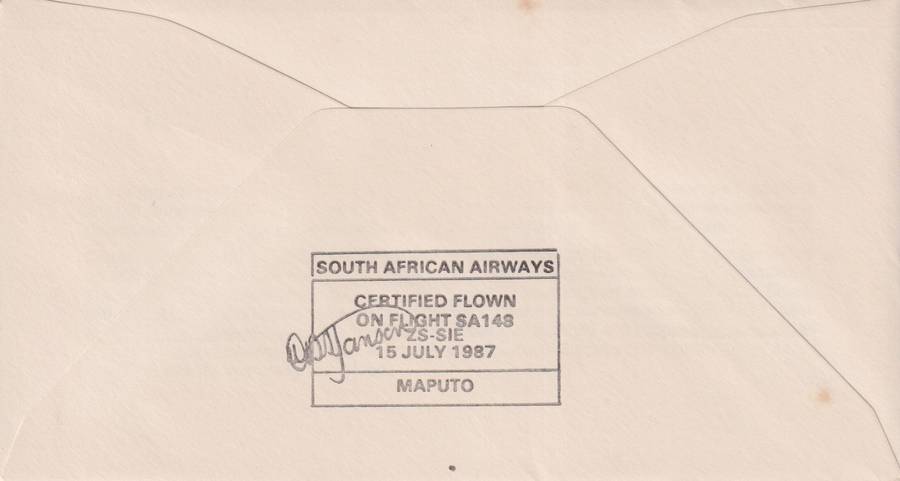 SOUTH AFRICAN AIRWAYS
CERTIFIED FLOWN
ON FLIGHT SA148
ZS-SIE
15 JULY 1987
MAPUTO